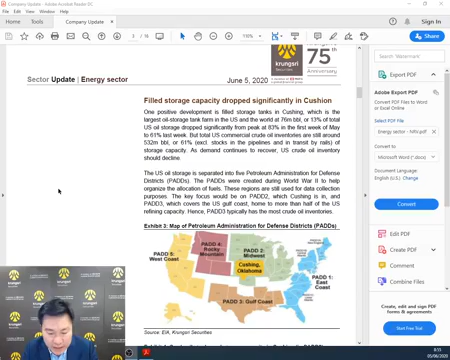 Company Update - Adobe Acrobat Reader DC
File Edit View Window Help
Home Tools Company Update × Sign In
3 / 16 110% Share
krungsri
Securities
75th
Anniversary
Sector Update | Energy sector June 5, 2020
Filled storage capacity dropped significantly in Cushion
One positive development is filled storage tanks in Cushing, which is the
largest oil-storage tank farm in the US and the world at 76m bbl, or 13% of total
US oil storage dropped significantly from peak at 83% in the first week of May
to 61% last week. But total US commercial crude oil inventories are still around
532m bbl, or 61% (excl. stocks in the pipelines and in transit by rails) of
storage capacity. As demand continues to recover, US crude oil inventory
should decline
The US oil storage is separated into five Petroleum Administration for Defense
Districts (PADDs). The PADDs were created during World War II to help
organize the allocation of fuels. These regions are still used for data collection
purposes. The key focus would be on PADD2, which Cushing is in, and
PADD3, which covers the US gulf coast, home to more than half of the US
refining capacity. Hence, PADD3 typically has the most crude oil inventories.
Exhibit 3: Map of Petroleum Administration for Defense Districts (PADDs)
PADD 5:
West Coast
PADD 4:
Rocky
Mountain
PADD 2:
Midwest
Cushing,
Oklahoma
PADD 1:
East
Coast
PADD 3: Gulf Coast
Source: EIA, Krungsri Securities
Export PDF
Adobe Export PDF
Convert PDF Files to Word
or Excel Online
Select PDF File
Convert to
Microsoft Word (*.docx)
Document Language:
English (U.S.) Change
Convert
Edit PDF
Create PDF
Comment
Combine Files
Create, edit and sign PDF
forms & agreements
Start Free Trial
8:55
05/06/2020